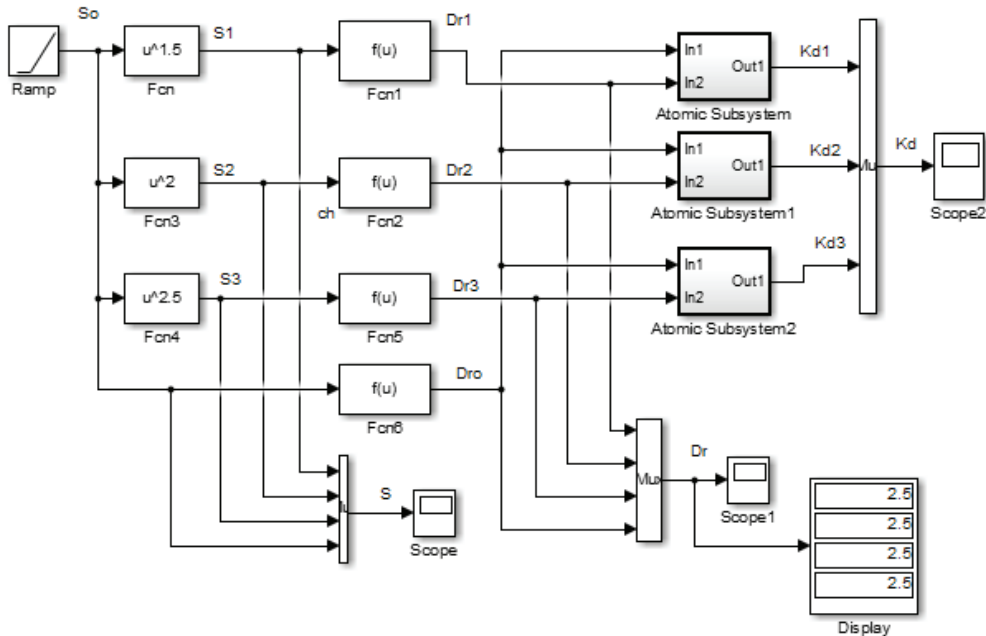 So
Ramp
u^1.5
Fcn
S1
f(u)
Fcn1
Dr1
In1
In2
Out1
Atomic Subsystem
Kd1
u^2
Fcn3
S2
ch
f(u)
Fcn2
Dr2
In1
In2
Out1
Atomic Subsystem1
Kd2
Kd
Scope2
u^2.5
Fcn4
S3
f(u)
Fcn5
Dr3
In1
In2
Out1
Atomic Subsystem2
Kd3
f(u)
Fcn6
Dro
S
Scope
Mux
Dr
Scope1
2.5
2.5
2.5
2.5
Display